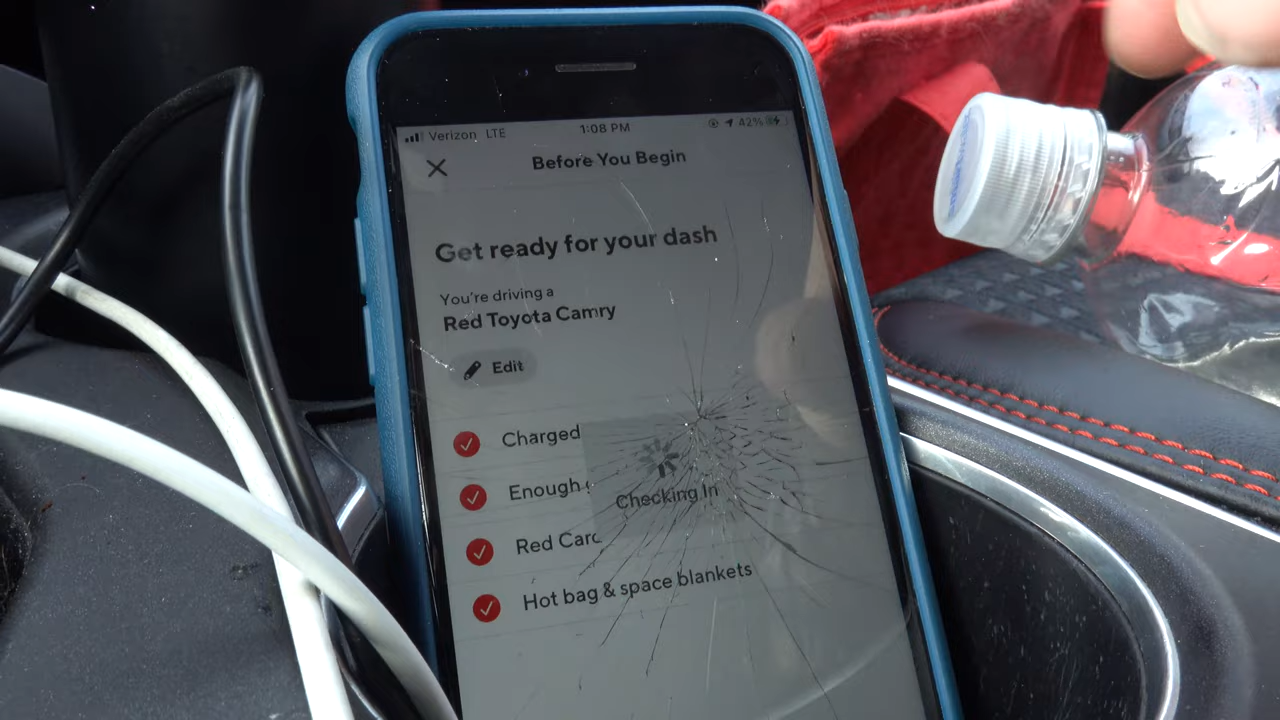 Verizon LTE 1:08 PM 42%
Before You Begin
Get ready for your dash
You're driving a
Red Toyota Camry
Edit
Charged
Enough
Checking In
Red Card
Hot bag & space blankets